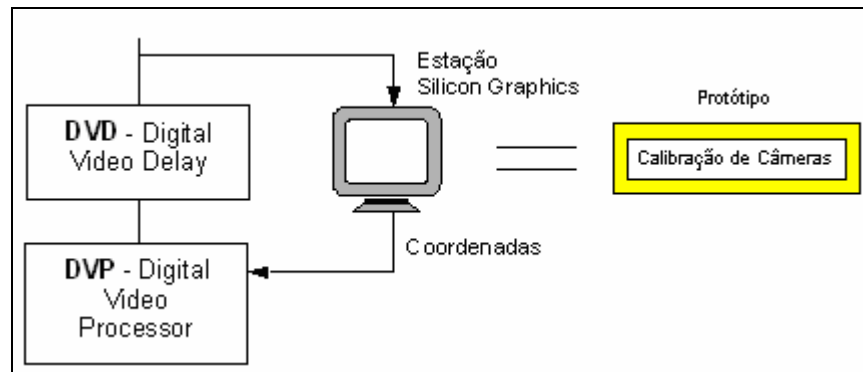 Estação
Silicon Graphics
DVD - Digital
Video Delay
Protótipo
Calibração de Câmeras
Coordenadas
DVP - Digital
Video
Processor